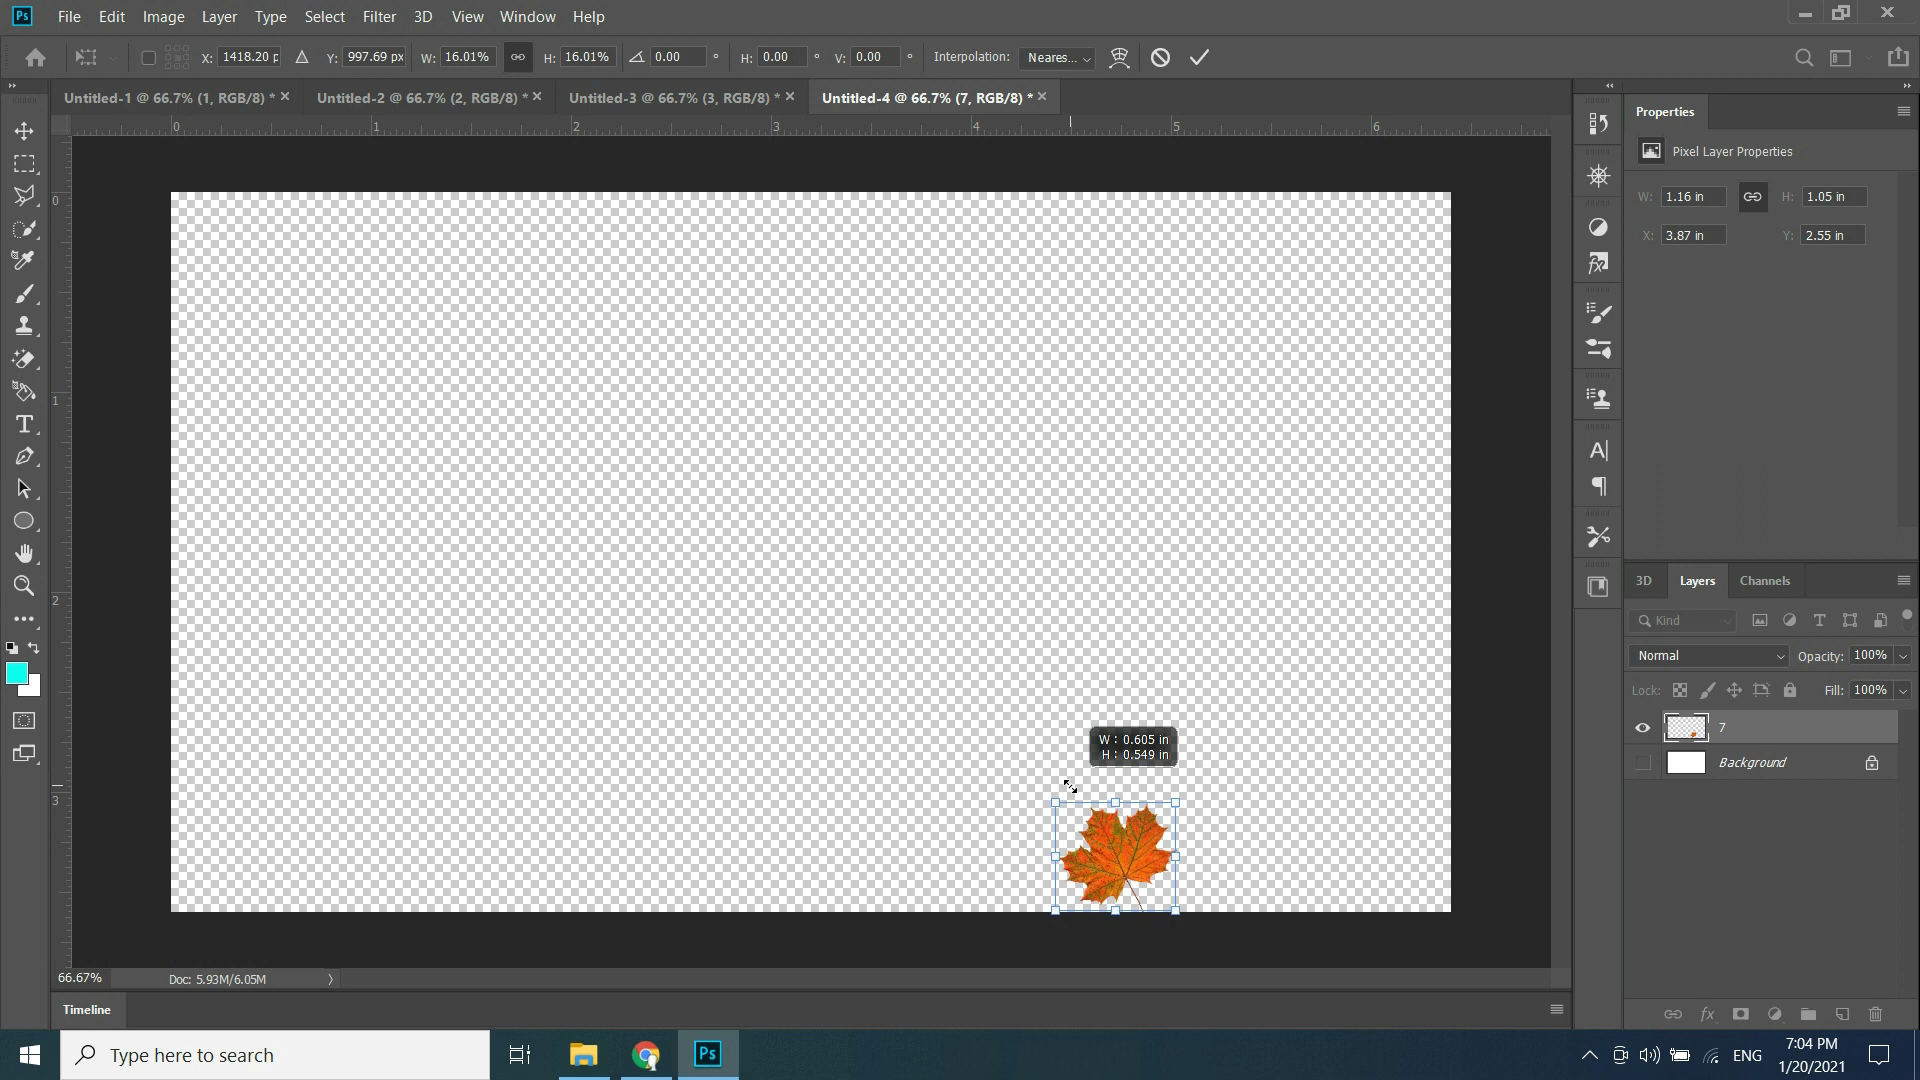 Ps File Edit Image Layer Type Select Filter 3D View Window Help
X: 1418.20 p Y: 997.69 px W: 16.01% H: 16.01% 0.00 ° H: 0.00 ° V: 0.00 ° Interpolation: Neares...
Untitled-1 @ 66.7% (1, RGB/8) * Untitled-2 @ 66.7% (2, RGB/8) * Untitled-3 @ 66.7% (3, RGB/8) * Untitled-4 @ 66.7% (7, RGB/8) *
0 1 2 3 4 5 6
0
1
2
3
W : 0.605 in
H : 0.549 in
66.67% Doc: 5.93M/6.05M
Timeline
Properties
Pixel Layer Properties
W: 1.16 in H: 1.05 in
X: 3.87 in Y: 2.55 in
3D Layers Channels
Kind
Normal Opacity: 100%
Lock: Fill: 100%
7
Background
Type here to search
Ps
ENG
7:04 PM
1/20/2021